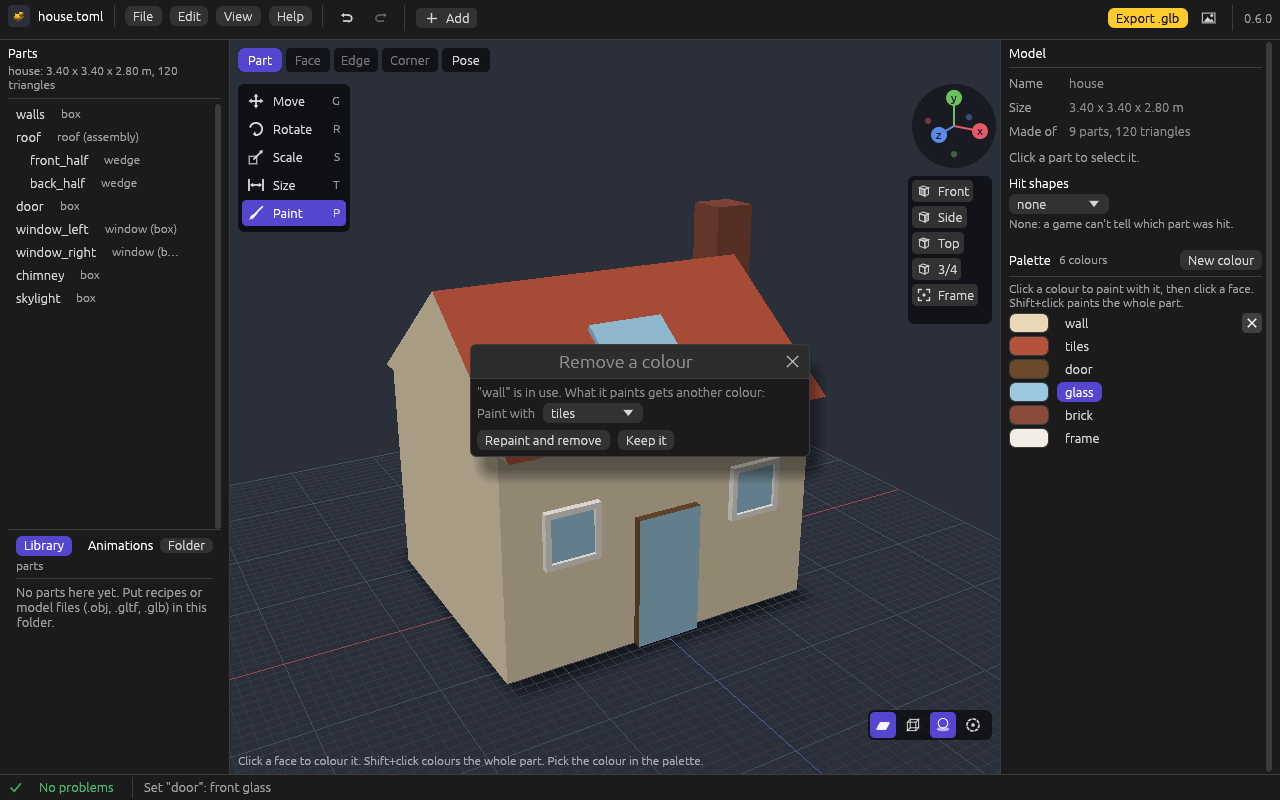 house.toml File Edit View Help Add Export .glb 0.6.0
Parts
house: 3.40 x 3.40 x 2.80 m, 120
triangles
walls box
roof roof (assembly)
front_half wedge
back_half wedge
door box
window_left window (box)
window_right window (b...
chimney box
skylight box
Library Animations Folder
parts
No parts here yet. Put recipes or
model files (.obj, .gltf, .glb) in this
folder.
Part Face Edge Corner Pose
Move G
Rotate R
Scale S
Size T
Paint P
y
x
z
Front
Side
Top
3/4
Frame
Remove a colour
"wall" is in use. What it paints gets another colour:
Paint with tiles
Repaint and remove Keep it
Click a face to colour it. Shift+click colours the whole part. Pick the colour in the palette.
Model
Name house
Size 3.40 x 3.40 x 2.80 m
Made of 9 parts, 120 triangles
Click a part to select it.
Hit shapes
none
None: a game can't tell which part was hit.
Palette 6 colours New colour
Click a colour to paint with it, then click a face.
Shift+click paints the whole part.
wall
tiles
door
glass
brick
frame
No problems Set "door": front glass